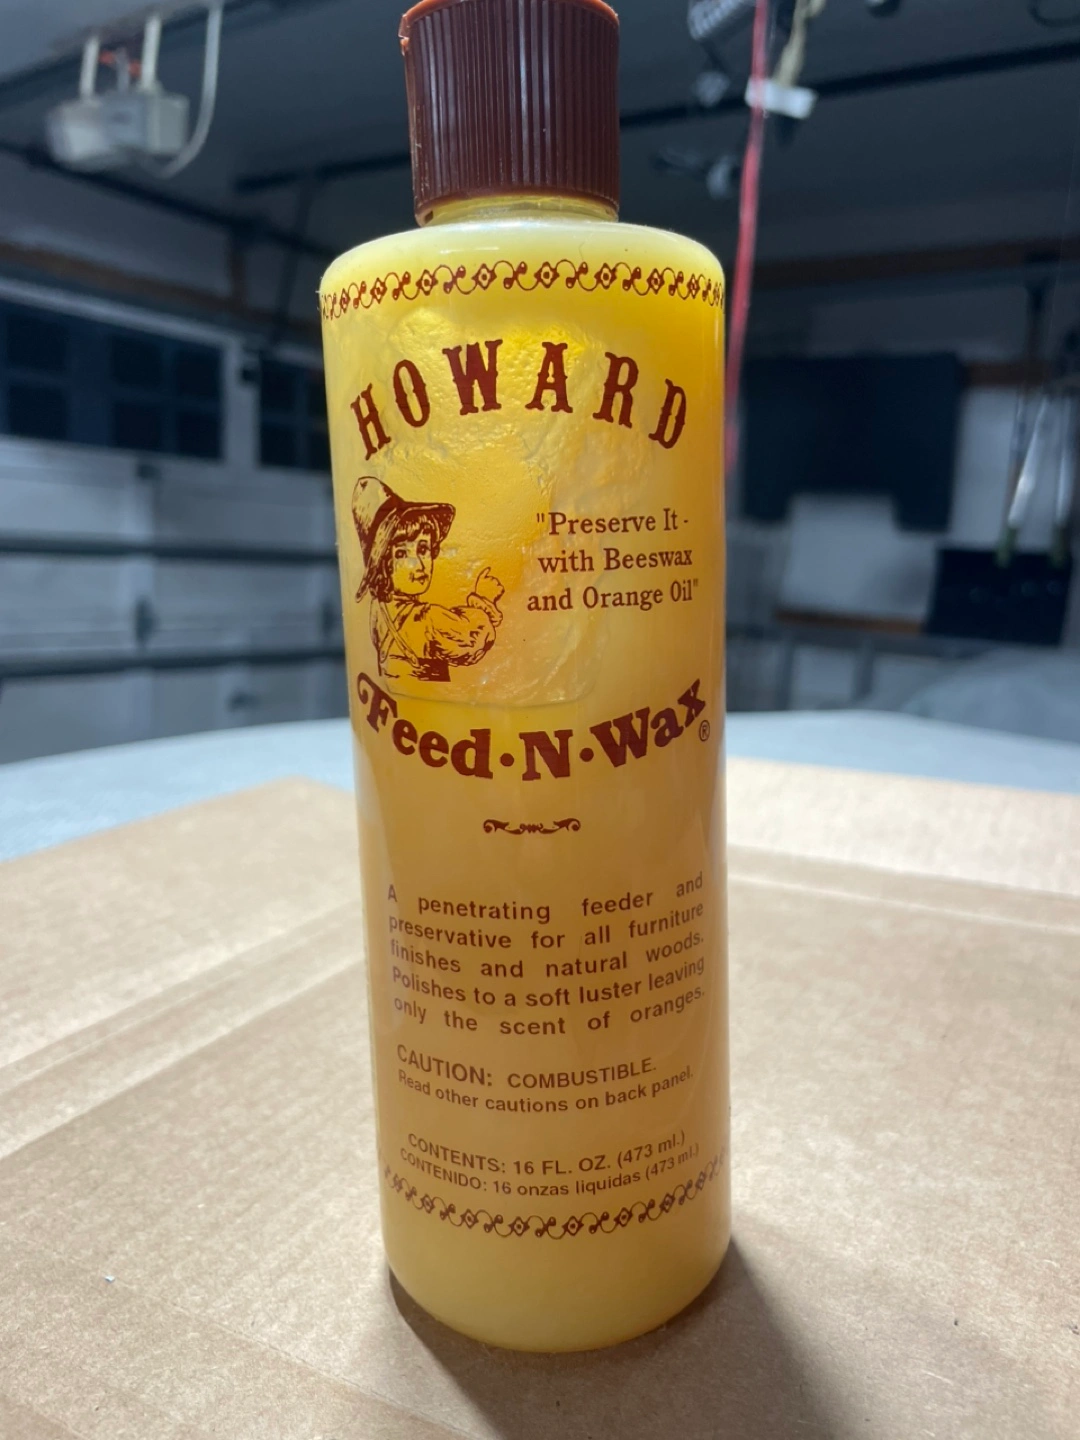 HOWARD
"Preserve It -
with Beeswax
and Orange Oil"
Feed·N·Wax®
A penetrating feeder and
preservative for all furniture
finishes and natural woods.
Polishes to a soft luster leaving
only the scent of oranges.
CAUTION: COMBUSTIBLE.
Read other cautions on back panel.
CONTENTS: 16 FL. OZ. (473 ml.)
CONTENIDO: 16 onzas liquidas (473 ml.)